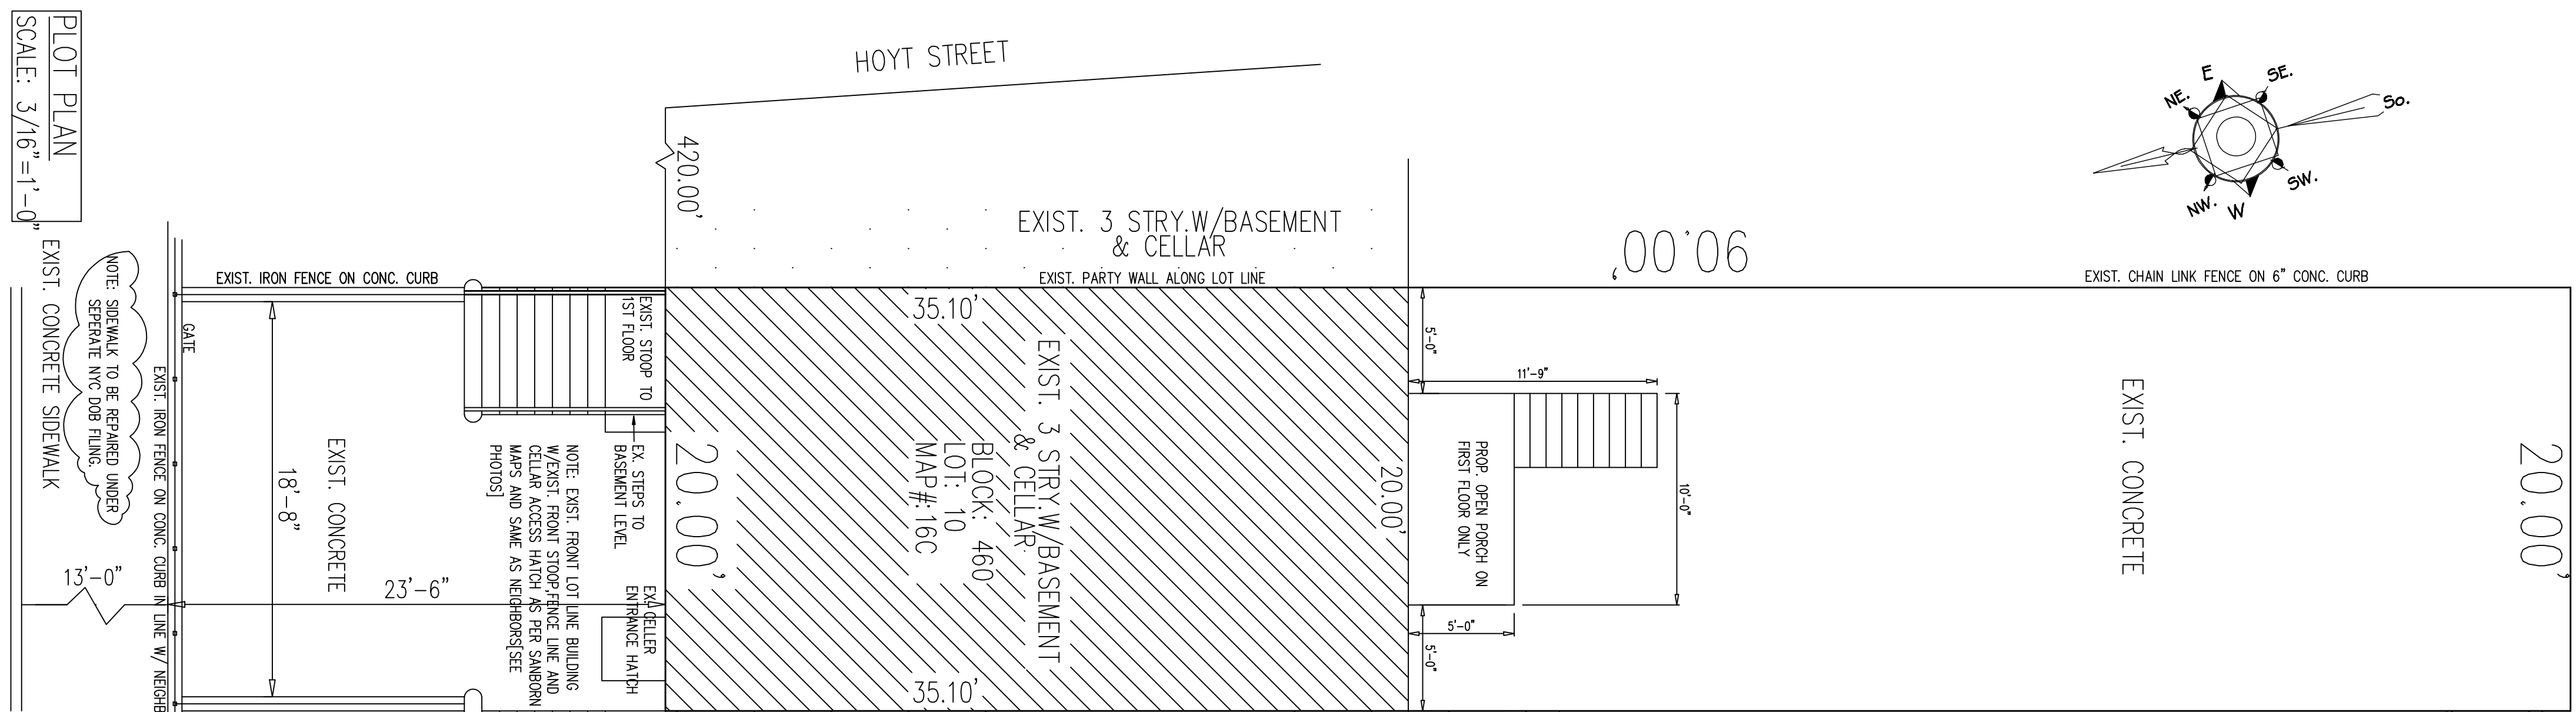 PLOT PLAN
SCALE: 3/16"=1'-0"
HOYT STREET
420.00'
EXIST. 3 STRY.W/BASEMENT
& CELLAR
EXIST. PARTY WALL ALONG LOT LINE
90.00'
EXIST. CHAIN LINK FENCE ON 6" CONC. CURB
E
SE.
So.
SW.
W
NW.
NE.
EXIST. IRON FENCE ON CONC. CURB
EXIST. CONCRETE SIDEWALK
NOTE: SIDEWALK TO BE REPAIRED UNDER
SEPERATE NYC DOB FILING.
GATE
EXIST. IRON FENCE ON CONC. CURB IN LINE W/ NEIGHB
13'-0"
18'-8"
EXIST. CONCRETE
23'-6"
EXIST. STOOP TO
1ST FLOOR
EX. STEPS TO
BASEMENT LEVEL
EX. CELLER
ENTRANCE HATCH
NOTE: EXIST. FRONT LOT LINE BUILDING
W/EXIST. FRONT STOOP,FENCE LINE AND
CELLAR ACCESS HATCH AS PER SANBORN
MAPS AND SAME AS NEIGHBORS[SEE
PHOTOS]
20.00'
35.10'
EXIST. 3 STRY.W/BASEMENT
& CELLAR
BLOCK: 460
LOT: 10
MAP#:16C
35.10'
20.00'
5'-0"
11'-9"
PROP. OPEN PORCH ON
FIRST FLOOR ONLY
10'-0"
5'-0"
5'-0"
EXIST. CONCRETE
20.00'